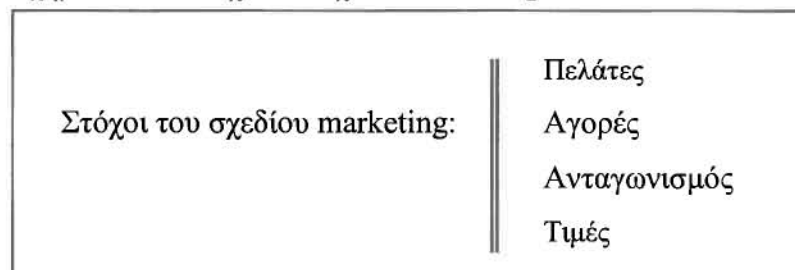 Πελάτες
Στόχοι του σχεδίου marketing:
Αγορές
Ανταγωνισμός
Τιμές